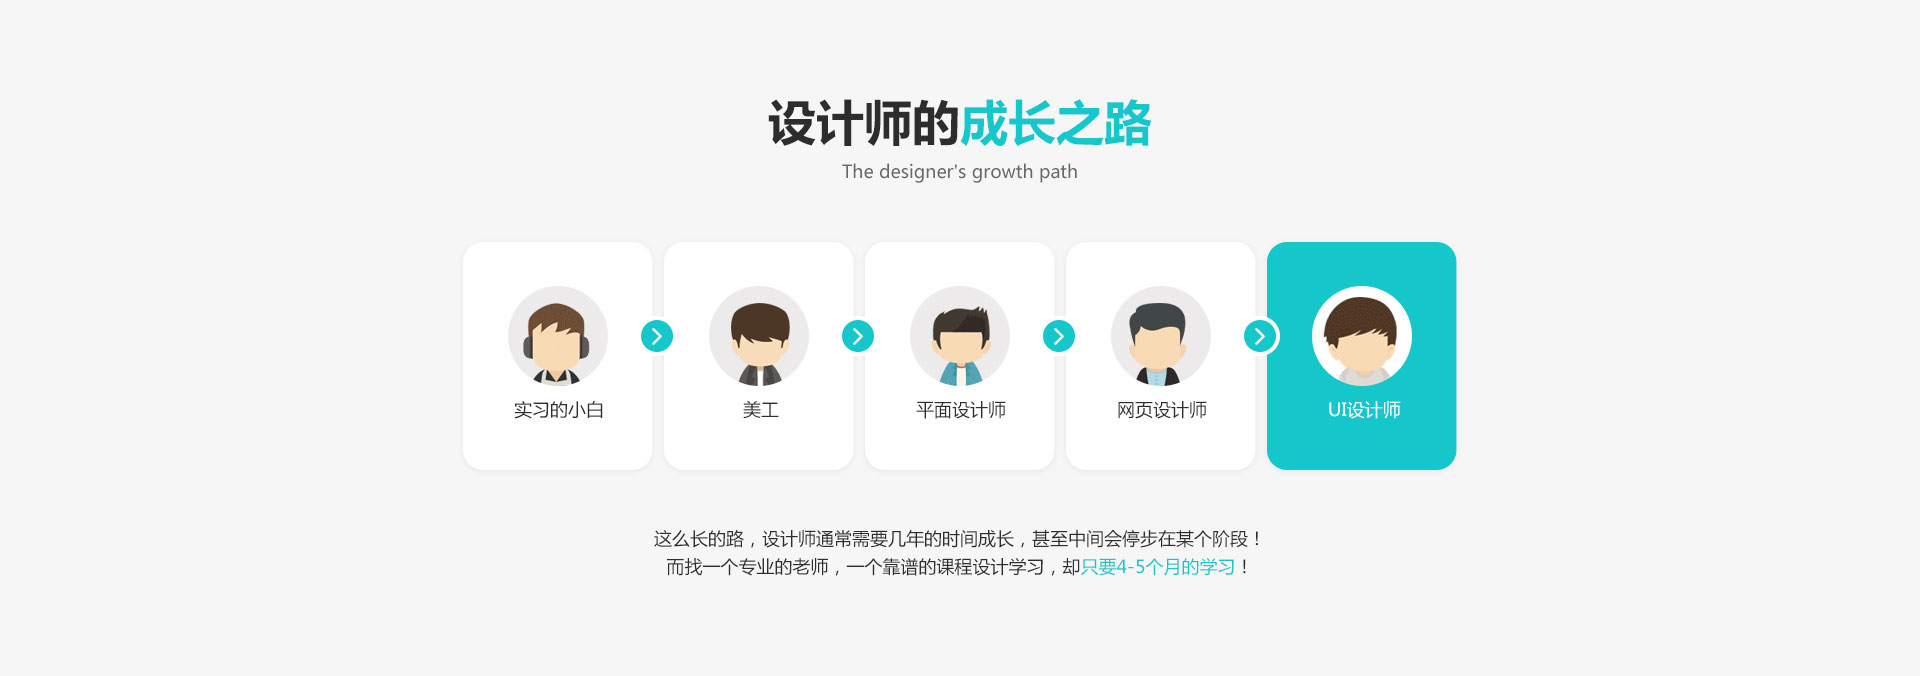 设计师的成长之路
The designer's growth path
实习的小白
美工
平面设计师
网页设计师
UI设计师
这么长的路，设计师通常需要几年的时间成长，甚至中间会停步在某个阶段！
而找一个专业的老师，一个靠谱的课程设计学习，却只要4-5个月的学习！